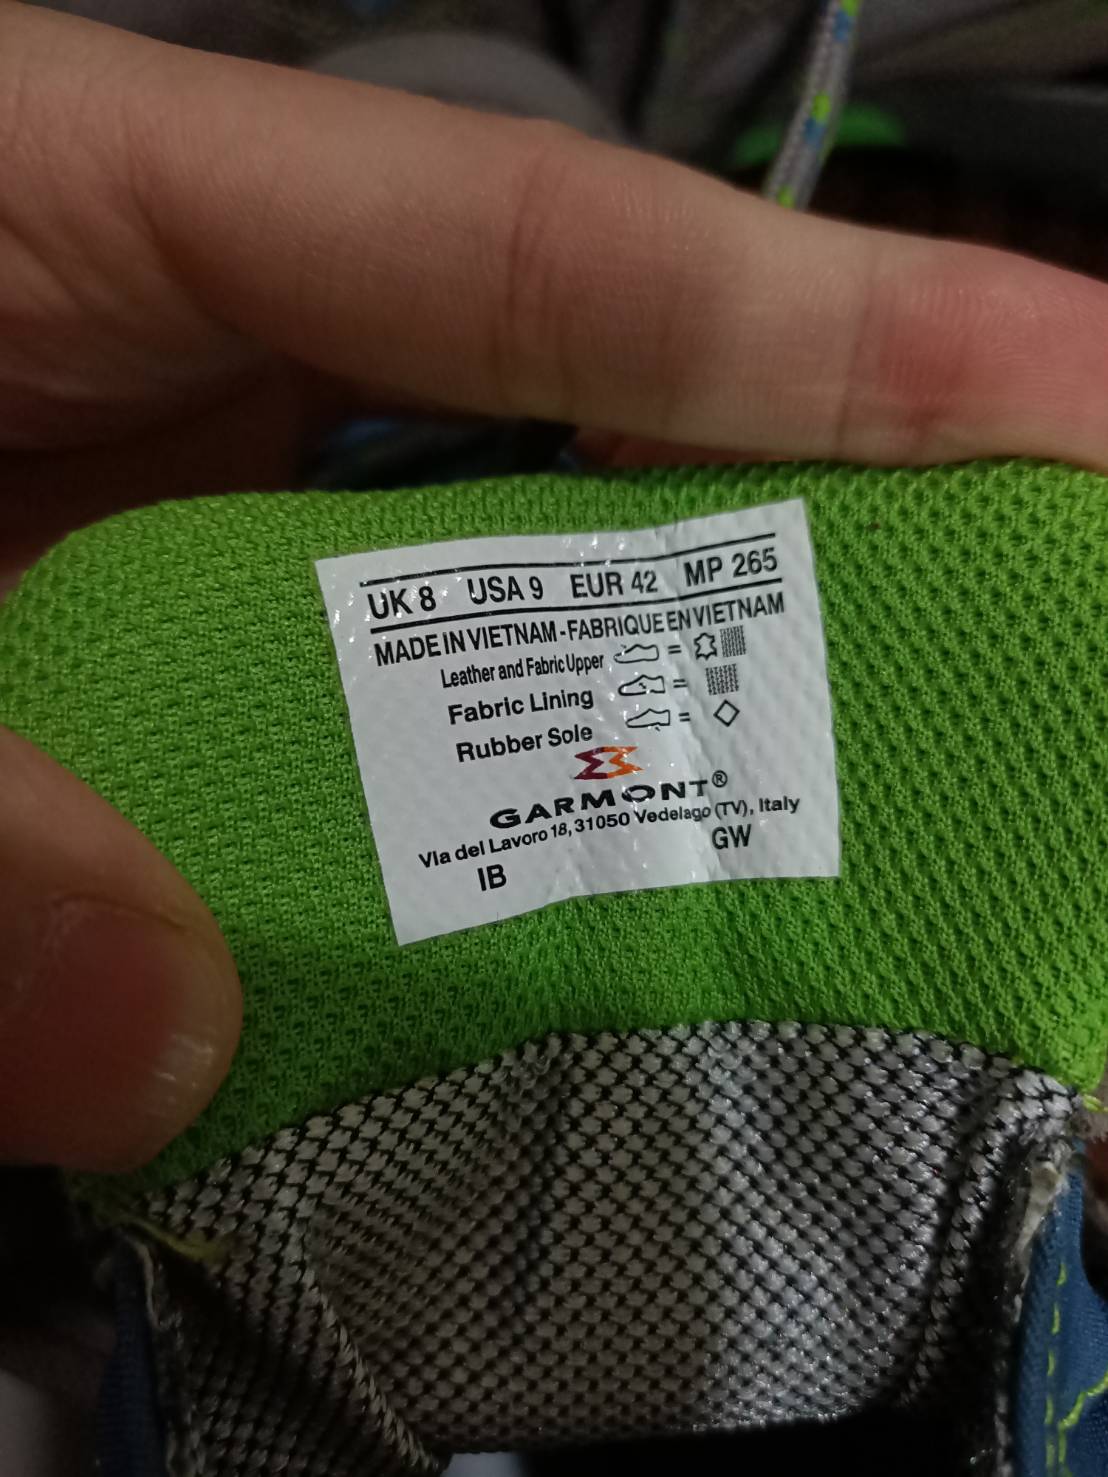 UK 8 USA 9 EUR 42 MP 265
MADE IN VIETNAM - FABRIQUE EN VIETNAM
Leather and Fabric Upper =
Fabric Lining =
Rubber Sole =
GARMONT®
Via del Lavoro 18, 31050 Vedelago (TV), Italy
IB GW